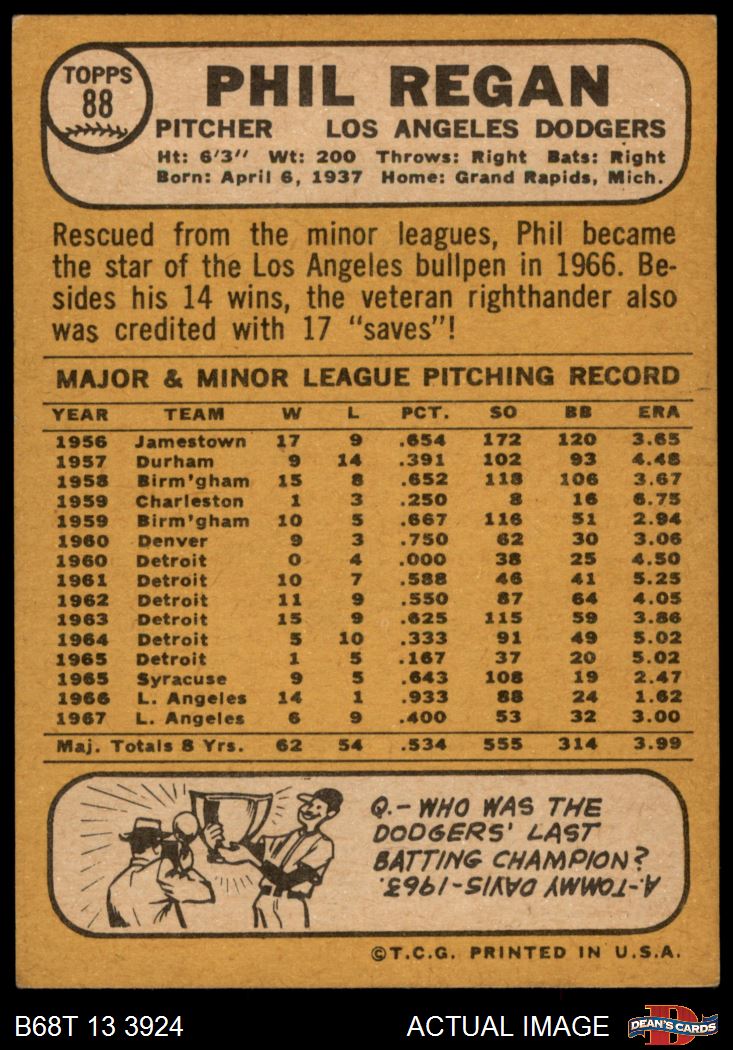 TOPPS
88
PHIL REGAN
PITCHER LOS ANGELES DODGERS
Ht: 6'3" Wt: 200 Throws: Right Bats: Right
Born: April 6, 1937 Home: Grand Rapids, Mich.
Rescued from the minor leagues, Phil became
the star of the Los Angeles bullpen in 1966. Be-
sides his 14 wins, the veteran righthander also
was credited with 17 "saves"!
MAJOR & MINOR LEAGUE PITCHING RECORD
YEAR TEAM W L PCT. SO BB ERA
1956 Jamestown 17 9 .654 172 120 3.65
1957 Durham 9 14 .391 102 93 4.48
1958 Birm'gham 15 8 .652 118 106 3.67
1959 Charleston 1 3 .250 8 16 6.75
1959 Birm'gham 10 5 .667 116 51 2.94
1960 Denver 9 3 .750 62 30 3.06
1960 Detroit 0 4 .000 38 25 4.50
1961 Detroit 10 7 .588 46 41 5.25
1962 Detroit 11 9 .550 87 64 4.05
1963 Detroit 15 9 .625 115 59 3.86
1964 Detroit 5 10 .333 91 49 5.02
1965 Detroit 1 5 .167 37 20 5.02
1965 Syracuse 9 5 .643 108 19 2.47
1966 L. Angeles 14 1 .933 88 24 1.62
1967 L. Angeles 6 9 .400 53 32 3.00
Maj. Totals 8 Yrs. 62 54 .534 555 314 3.99
Q.- WHO WAS THE
DODGERS' LAST
BATTING CHAMPION?
A.-TOMMY DAVIS-1963.
©T.C.G. PRINTED IN U.S.A.
B68T 13 3924 ACTUAL IMAGE
D
DEAN'S CARDS